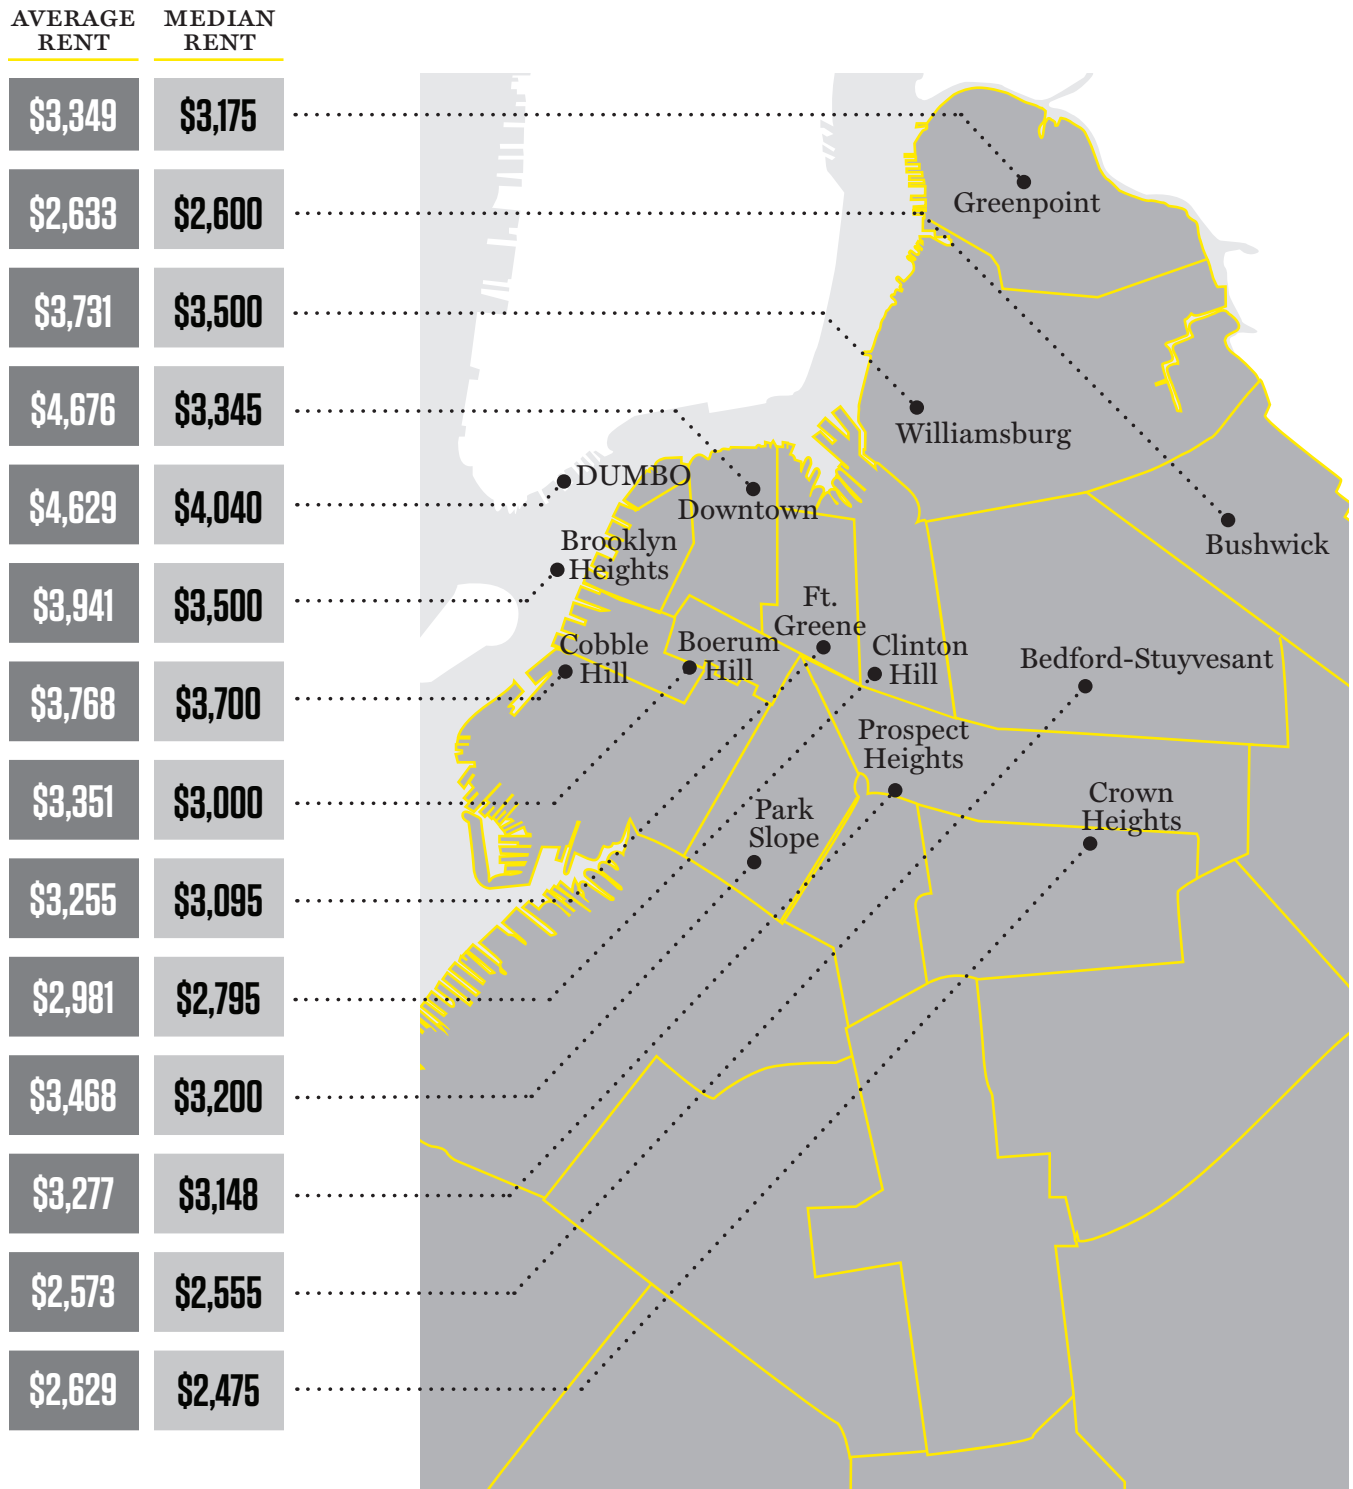 AVERAGE
RENT
MEDIAN
RENT
$3,349 $3,175
$2,633 $2,600
$3,731 $3,500
$4,676 $3,345
$4,629 $4,040
$3,941 $3,500
$3,768 $3,700
$3,351 $3,000
$3,255 $3,095
$2,981 $2,795
$3,468 $3,200
$3,277 $3,148
$2,573 $2,555
$2,629 $2,475
Greenpoint
Williamsburg
DUMBO
Downtown
Bushwick
Brooklyn
Heights
Ft.
Greene
Cobble
Hill
Boerum
Hill
Clinton
Hill
Bedford-Stuyvesant
Prospect
Heights
Park
Slope
Crown
Heights